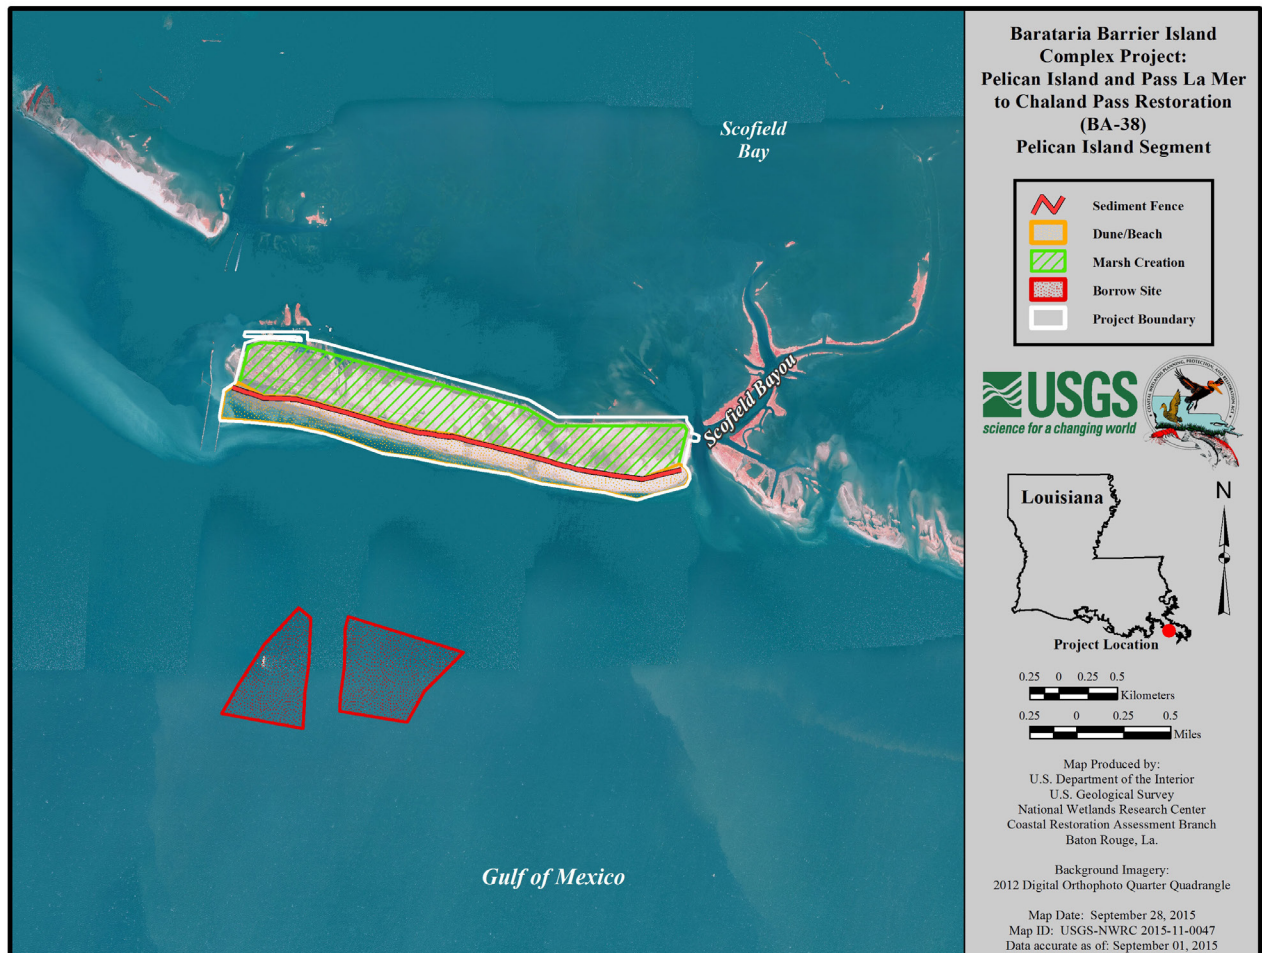 Barataria Barrier Island
Complex Project:
Pelican Island and Pass La Mer
to Chaland Pass Restoration
(BA-38)
Pelican Island Segment
Scofield
Bay
Sediment Fence
Dune/Beach
Marsh Creation
Borrow Site
Project Boundary
Scofield Bayou
USGS
science for a changing world
Louisiana
N
Project Location
0.25 0 0.25 0.5
Kilometers
0.25 0 0.25 0.5
Miles
Map Produced by:
U.S. Department of the Interior
U.S. Geological Survey
National Wetlands Research Center
Coastal Restoration Assessment Branch
Baton Rouge, La.
Background Imagery:
2012 Digital Orthophoto Quarter Quadrangle
Map Date: September 28, 2015
Map ID: USGS-NWRC 2015-11-0047
Data accurate as of: September 01, 2015
Gulf of Mexico